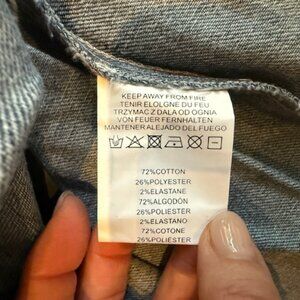 KEEP AWAY FROM FIRE
TENIR ELOLGNE DU FEU
TRZYMAC Z DALA OD OGNIA
VON FEUER FERNHALTEN
MANTENER ALEJADO DEL FUEGO
72%COTTON
26%POLYESTER
2%ELASTANE
72%ALGODÓN
26%POLIESTER
2%ELASTANO
72%COTONE
26%POLIESTER